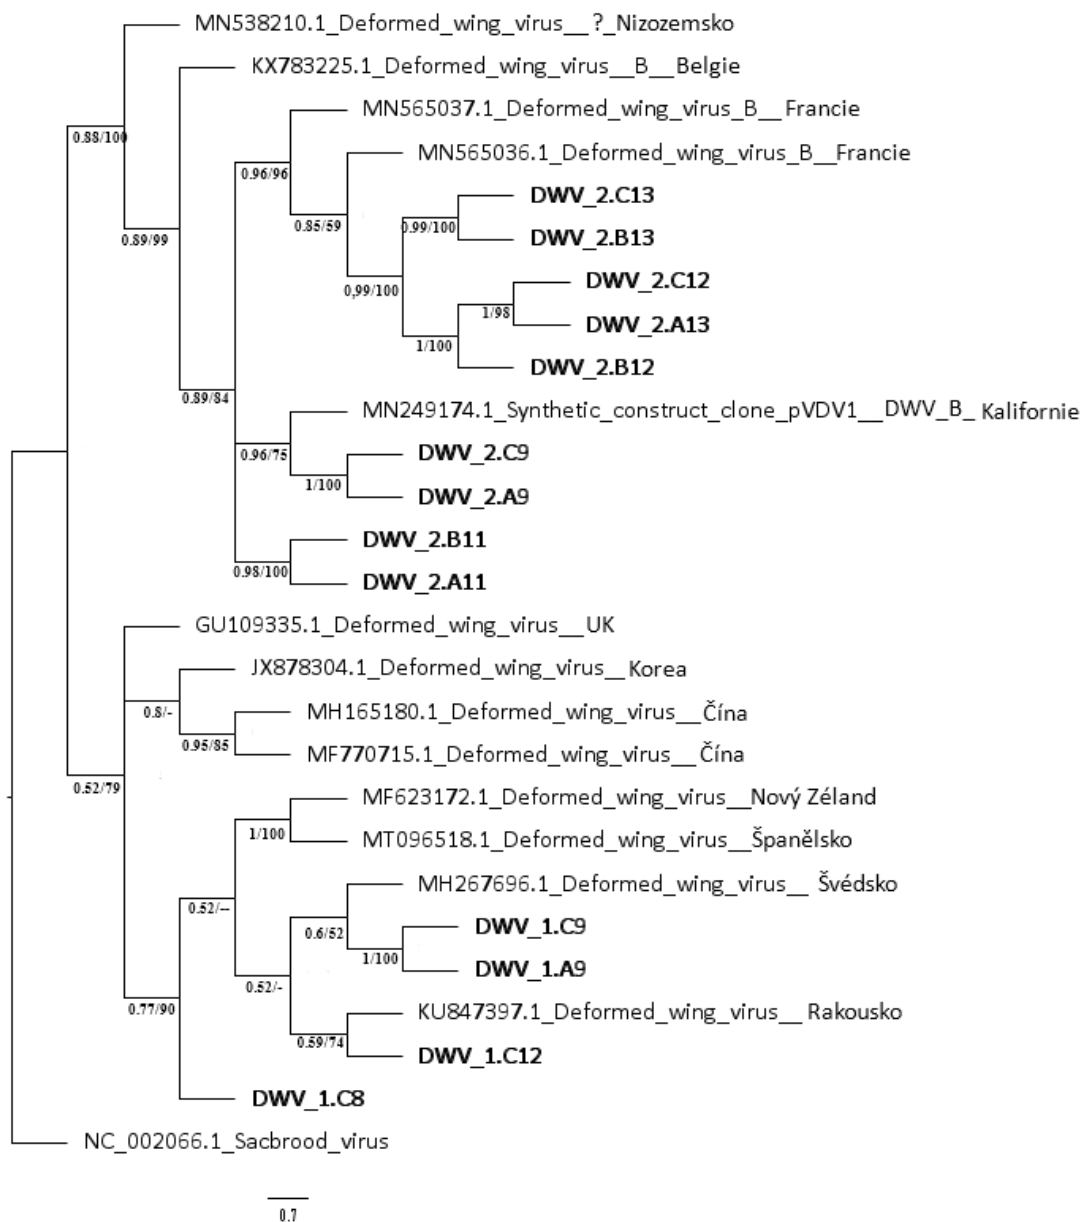 MN538210.1_Deformed_wing_virus__?_Nizozemsko
KX783225.1_Deformed_wing_virus__B__Belgie
MN565037.1_Deformed_wing_virus_B__Francie
0.88/100
MN565036.1_Deformed_wing_virus_B__Francie
0.96/96
DWV_2.C13
0.85/59
0.99/100
0.89/99
DWV_2.B13
DWV_2.C12
0,99/100
1/98
DWV_2.A13
1/100
DWV_2.B12
0.89/84
MN249174.1_Synthetic_construct_clone_pVDV1__DWV_B_ Kalifornie
0.96/75
DWV_2.C9
1/100
DWV_2.A9
DWV_2.B11
0.98/100
DWV_2.A11
GU109335.1_Deformed_wing_virus__UK
JX878304.1_Deformed_wing_virus__Korea
0.8/-
MH165180.1_Deformed_wing_virus__Čína
0.95/85
MF770715.1_Deformed_wing_virus__Čína
0.52/79
MF623172.1_Deformed_wing_virus__Nový Zéland
1/100
MT096518.1_Deformed_wing_virus__Španělsko
MH267696.1_Deformed_wing_virus__ Švédsko
0.52/--
DWV_1.C9
0.6/52
1/100
DWV_1.A9
0.52/-
0.77/90
KU847397.1_Deformed_wing_virus__ Rakousko
0.59/74
DWV_1.C12
DWV_1.C8
NC_002066.1_Sacbrood_virus
0.7